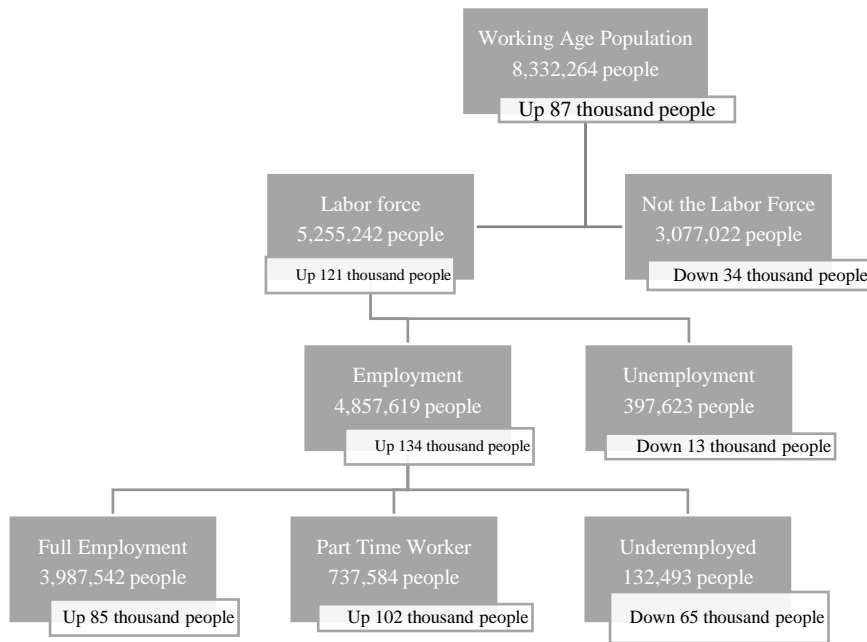 Working Age Population
8,332,264 people
Up 87 thousand people
Labor force
5,255,242 people
Up 121 thousand people
Not the Labor Force
3,077,022 people
Down 34 thousand people
Employment
4,857,619 people
Up 134 thousand people
Unemployment
397,623 people
Down 13 thousand people
Full Employment
3,987,542 people
Up 85 thousand people
Part Time Worker
737,584 people
Up 102 thousand people
Underemployed
132,493 people
Down 65 thousand people